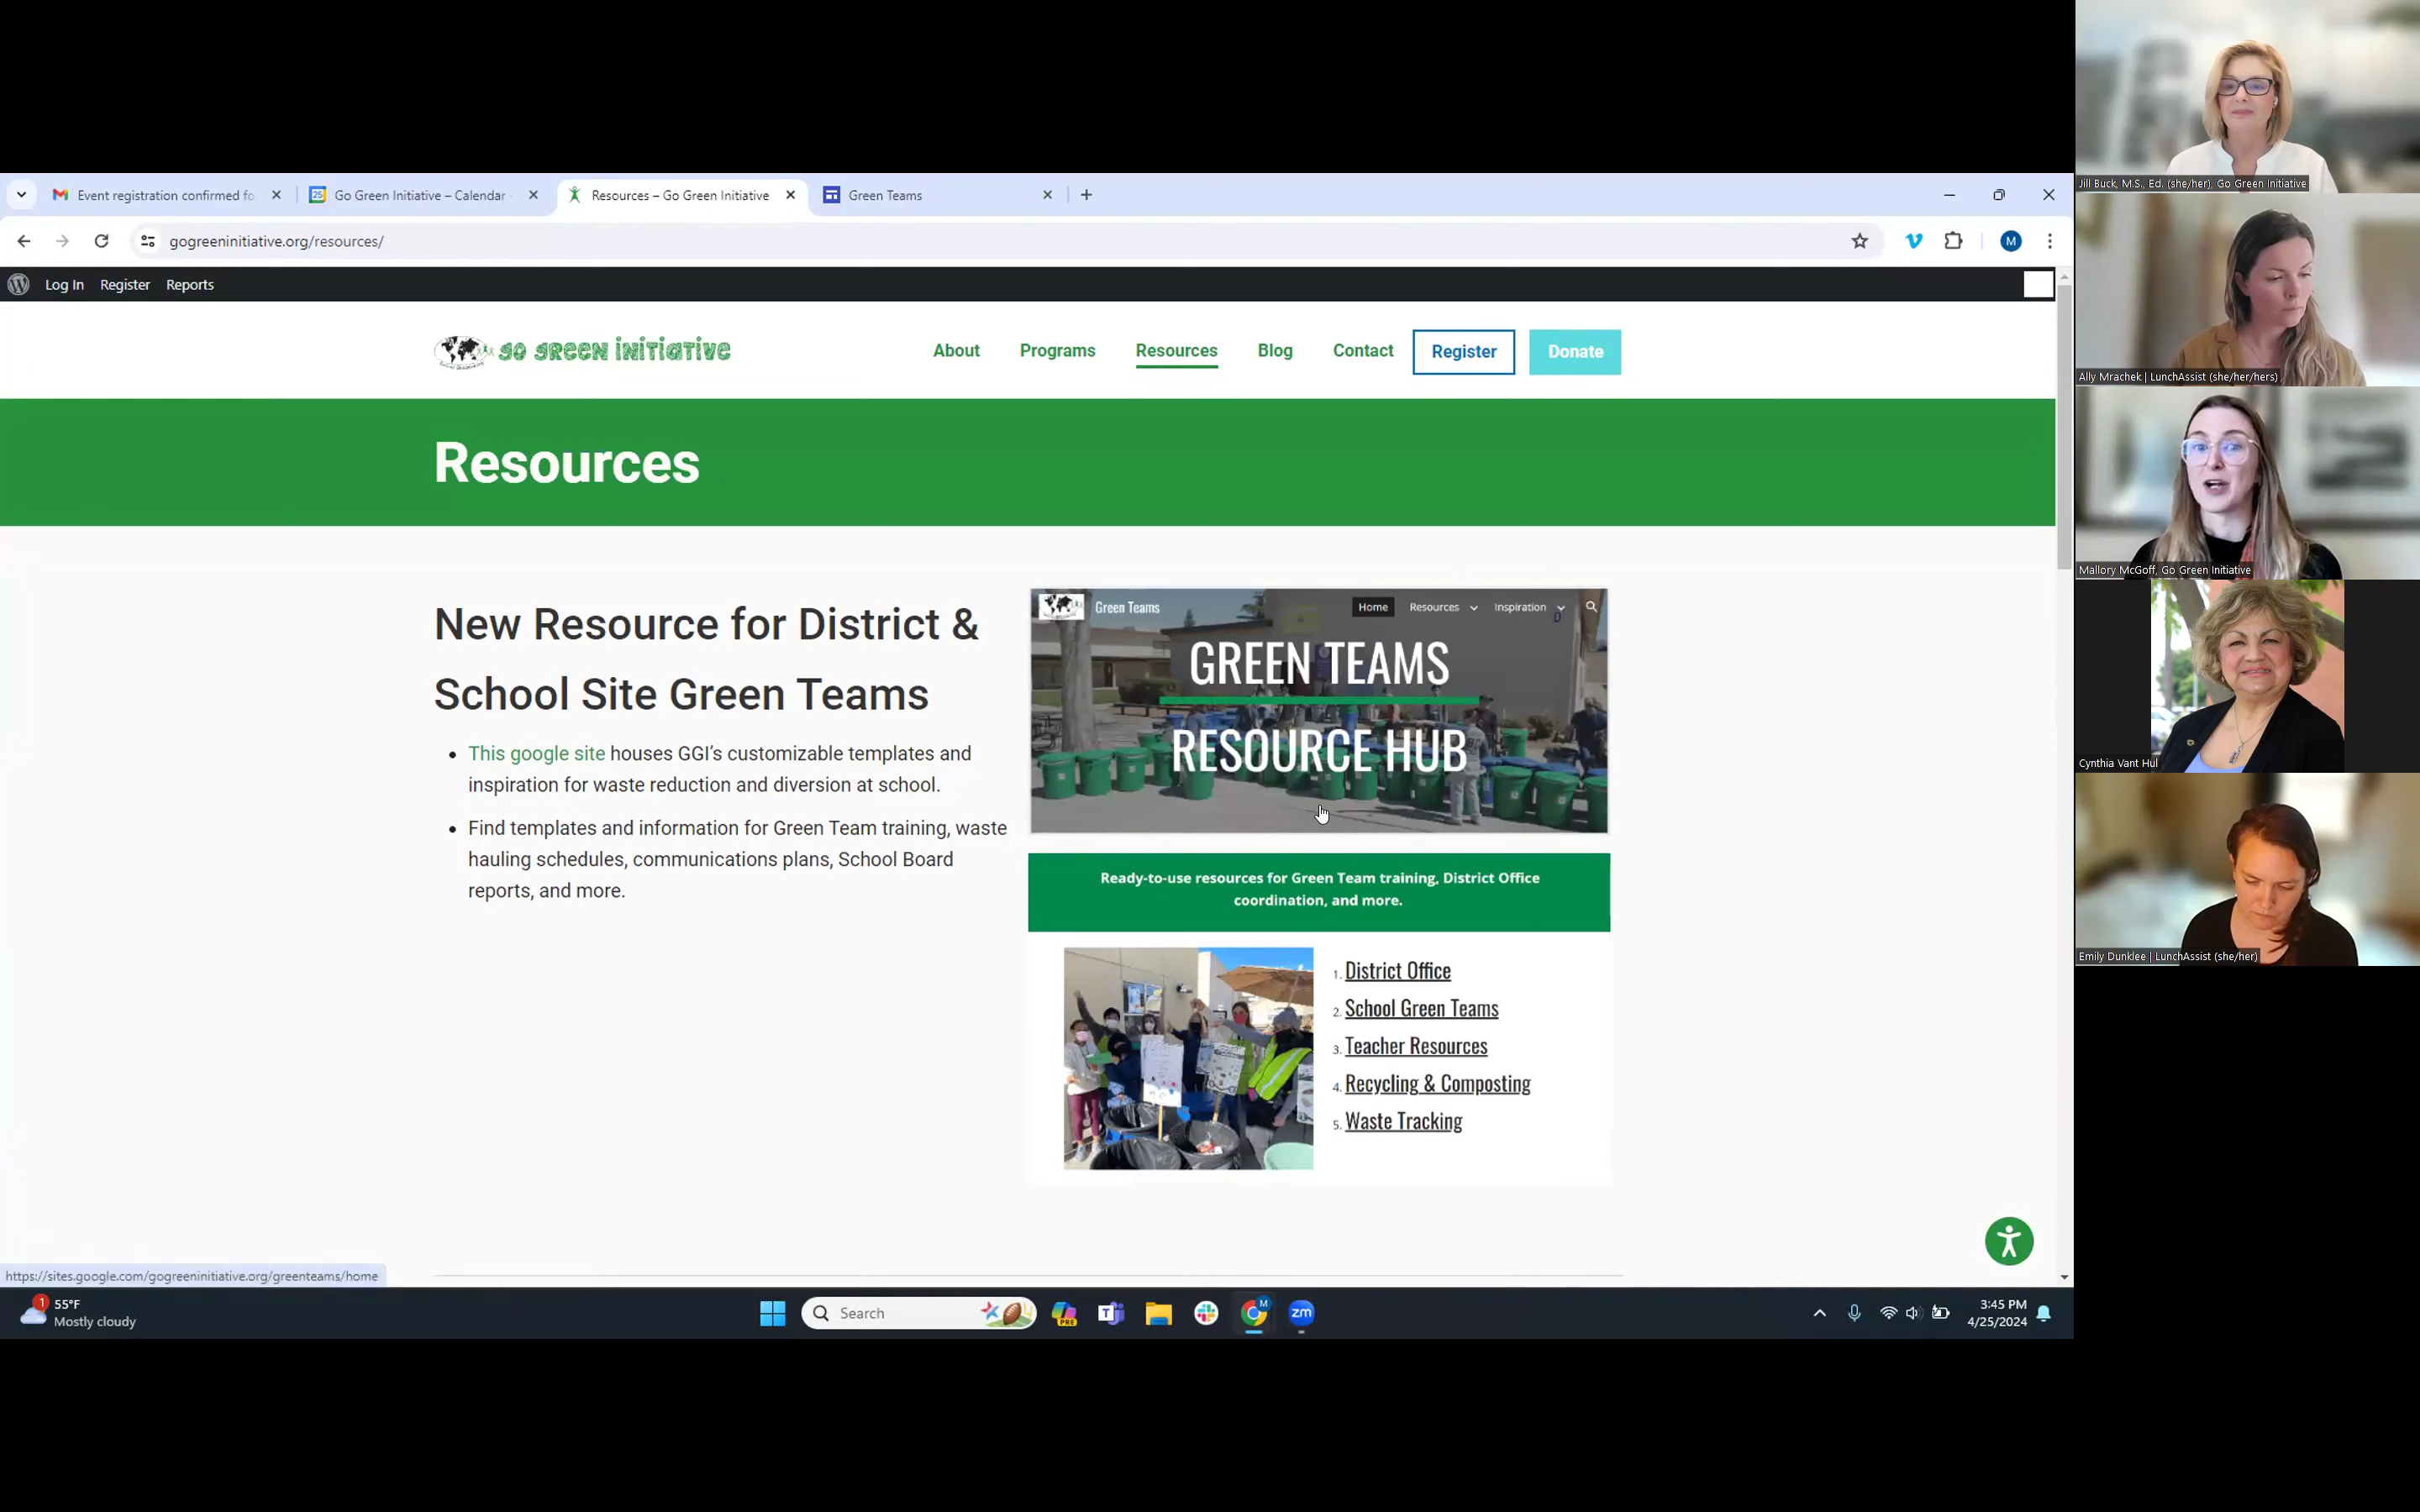 Event registration confirmed fo
Go Green Initiative – Calendar -
Resources – Go Green Initiative
Green Teams
gogreeninitiative.org/resources/
M
Log In
Register
Reports
GO GREEN INITIATIVE
About
Programs
Resources
Blog
Contact
Register
Donate
Resources
New Resource for District &
School Site Green Teams
• This google site houses GGI's customizable templates and
inspiration for waste reduction and diversion at school.
• Find templates and information for Green Team training, waste
hauling schedules, communications plans, School Board
reports, and more.
Green Teams
Home
Resources
Inspiration
GREEN TEAMS
RESOURCE HUB
Ready-to-use resources for Green Team training, District Office
coordination, and more.
1. District Office
2. School Green Teams
3. Teacher Resources
4. Recycling & Composting
5. Waste Tracking
https://sites.google.com/gogreeninitiative.org/greenteams/home
1
55°F
Mostly cloudy
Search
PRE
T
M
zm
3:45 PM
4/25/2024
Jill Buck, M.S., Ed. (she/her), Go Green Initiative
Ally Mrachek | LunchAssist (she/her/hers)
Mallory McGoff, Go Green Initiative
Cynthia Vant Hul
Emily Dunklee | LunchAssist (she/her)